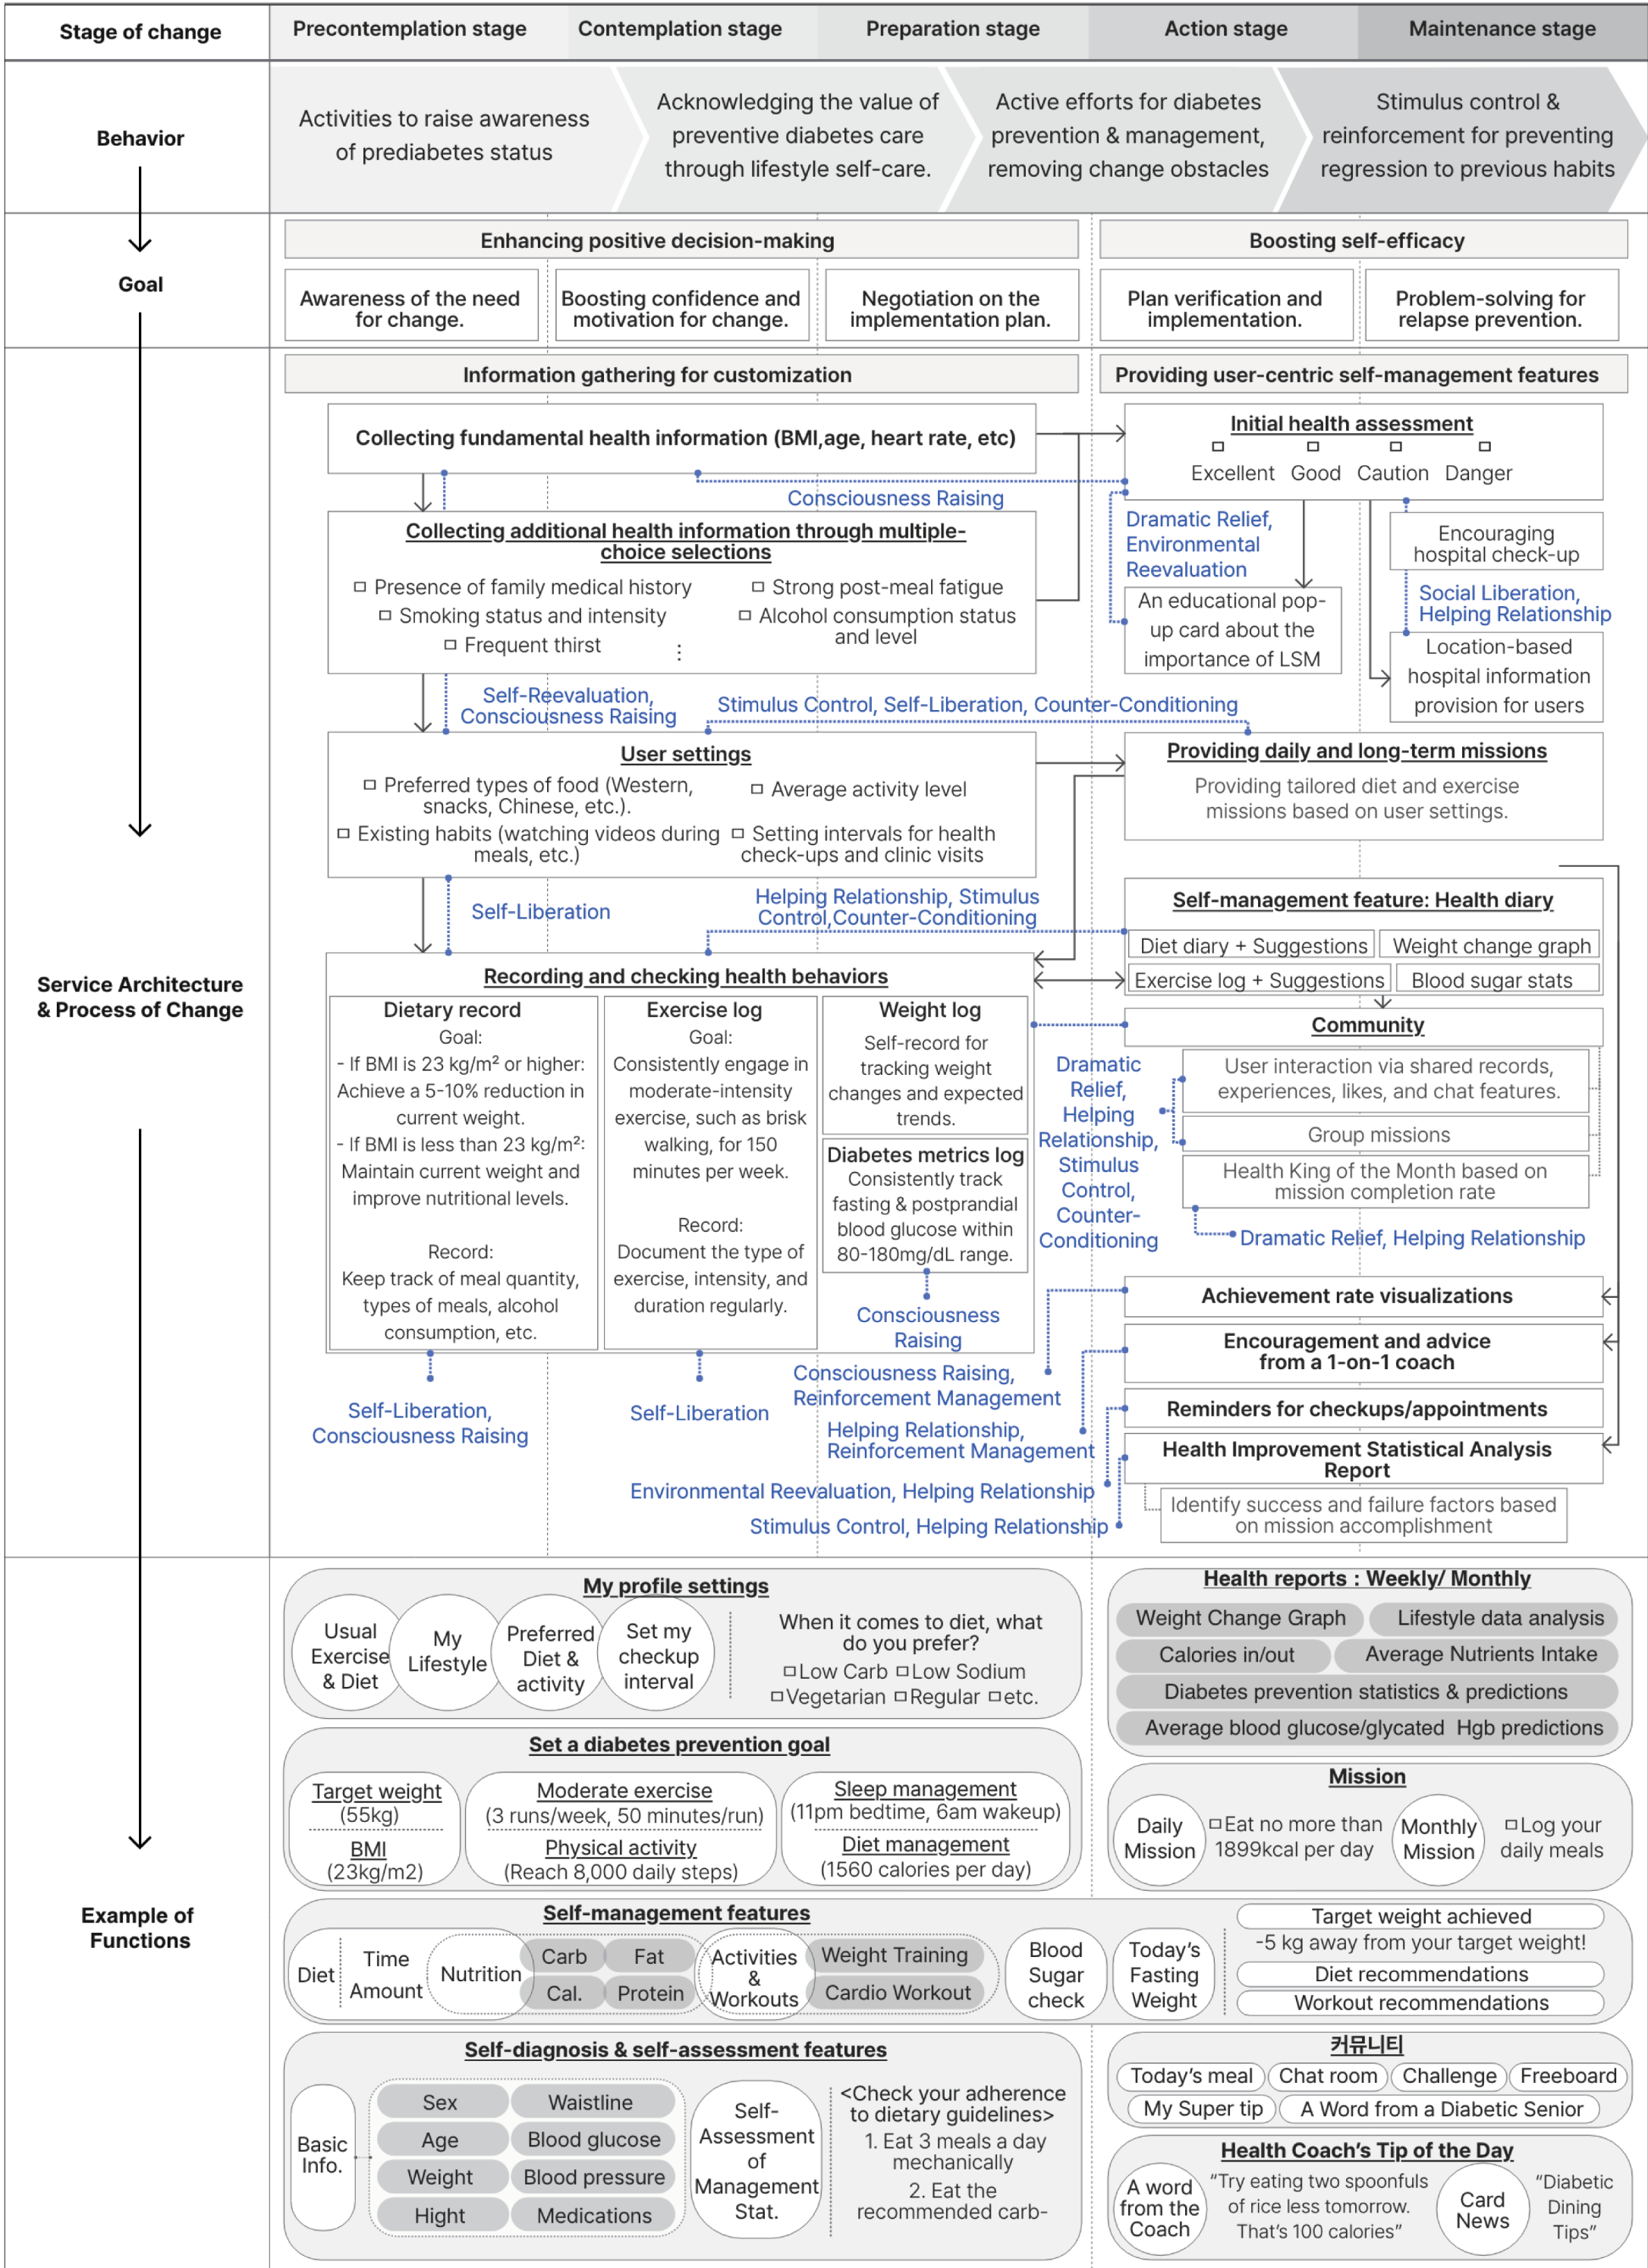 Stage of change
Precontemplation stage
Contemplation stage
Preparation stage
Action stage
Maintenance stage
Behavior
Activities to raise awareness
of prediabetes status
Acknowledging the value of
preventive diabetes care
through lifestyle self-care.
Active efforts for diabetes
prevention & management,
removing change obstacles
Stimulus control &
reinforcement for preventing
regression to previous habits
Goal
Enhancing positive decision-making
Boosting self-efficacy
Awareness of the need
for change.
Boosting confidence and
motivation for change.
Negotiation on the
implementation plan.
Plan verification and
implementation.
Problem-solving for
relapse prevention.
Service Architecture
& Process of Change
Information gathering for customization
Providing user-centric self-management features
Collecting fundamental health information (BMI,age, heart rate, etc)
Consciousness Raising
Initial health assessment
Excellent Good Caution Danger
Collecting additional health information through multiple-
choice selections
Presence of family medical history
Strong post-meal fatigue
Smoking status and intensity
Alcohol consumption status
and level
Frequent thirst
⋮
Dramatic Relief,
Environmental
Reevaluation
Encouraging
hospital check-up
Social Liberation,
Helping Relationship
An educational pop-
up card about the
importance of LSM
Location-based
hospital information
provision for users
Self-Reevaluation,
Consciousness Raising
Stimulus Control, Self-Liberation, Counter-Conditioning
User settings
Preferred types of food (Western,
snacks, Chinese, etc.).
Average activity level
Existing habits (watching videos during
meals, etc.)
Setting intervals for health
check-ups and clinic visits
Providing daily and long-term missions
Providing tailored diet and exercise
missions based on user settings.
Self-Liberation
Helping Relationship, Stimulus
Control,Counter-Conditioning
Self-management feature: Health diary
Diet diary + Suggestions
Weight change graph
Exercise log + Suggestions
Blood sugar stats
Recording and checking health behaviors
Dietary record
Goal:
- If BMI is 23 kg/m² or higher:
Achieve a 5-10% reduction in
current weight.
- If BMI is less than 23 kg/m²:
Maintain current weight and
improve nutritional levels.
Record:
Keep track of meal quantity,
types of meals, alcohol
consumption, etc.
Exercise log
Goal:
Consistently engage in
moderate-intensity
exercise, such as brisk
walking, for 150
minutes per week.
Record:
Document the type of
exercise, intensity, and
duration regularly.
Weight log
Self-record for
tracking weight
changes and expected
trends.
Diabetes metrics log
Consistently track
fasting & postprandial
blood glucose within
80-180mg/dL range.
Consciousness
Raising
Community
User interaction via shared records,
experiences, likes, and chat features.
Group missions
Health King of the Month based on
mission completion rate
Dramatic
Relief,
Helping
Relationship,
Stimulus
Control,
Counter-
Conditioning
Dramatic Relief, Helping Relationship
Achievement rate visualizations
Encouragement and advice
from a 1-on-1 coach
Reminders for checkups/appointments
Health Improvement Statistical Analysis
Report
Identify success and failure factors based
on mission accomplishment
Self-Liberation,
Consciousness Raising
Self-Liberation
Consciousness Raising,
Reinforcement Management
Helping Relationship,
Reinforcement Management
Environmental Reevaluation, Helping Relationship
Stimulus Control, Helping Relationship
Example of
Functions
My profile settings
Usual
Exercise
& Diet
My
Lifestyle
Preferred
Diet &
activity
Set my
checkup
interval
When it comes to diet, what
do you prefer?
Low Carb Low Sodium
Vegetarian Regular etc.
Health reports : Weekly/ Monthly
Weight Change Graph
Lifestyle data analysis
Calories in/out
Average Nutrients Intake
Diabetes prevention statistics & predictions
Average blood glucose/glycated Hgb predictions
Set a diabetes prevention goal
Target weight
(55kg)
BMI
(23kg/m2)
Moderate exercise
(3 runs/week, 50 minutes/run)
Physical activity
(Reach 8,000 daily steps)
Sleep management
(11pm bedtime, 6am wakeup)
Diet management
(1560 calories per day)
Mission
Daily
Mission
Eat no more than
1899kcal per day
Monthly
Mission
Log your
daily meals
Self-management features
Diet
Time
Amount
Nutrition
Carb
Fat
Cal.
Protein
Activities
&
Workouts
Weight Training
Cardio Workout
Blood
Sugar
check
Today's
Fasting
Weight
Target weight achieved
-5 kg away from your target weight!
Diet recommendations
Workout recommendations
Self-diagnosis & self-assessment features
Basic
Info.
Sex
Waistline
Age
Blood glucose
Weight
Blood pressure
Hight
Medications
Self-
Assessment
of
Management
Stat.
<Check your adherence
to dietary guidelines>
1. Eat 3 meals a day
mechanically
2. Eat the
recommended carb-
커뮤니티
Today's meal
Chat room
Challenge
Freeboard
My Super tip
A Word from a Diabetic Senior
Health Coach's Tip of the Day
A word
from the
Coach
"Try eating two spoonfuls
of rice less tomorrow.
That's 100 calories"
Card
News
"Diabetic
Dining
Tips"